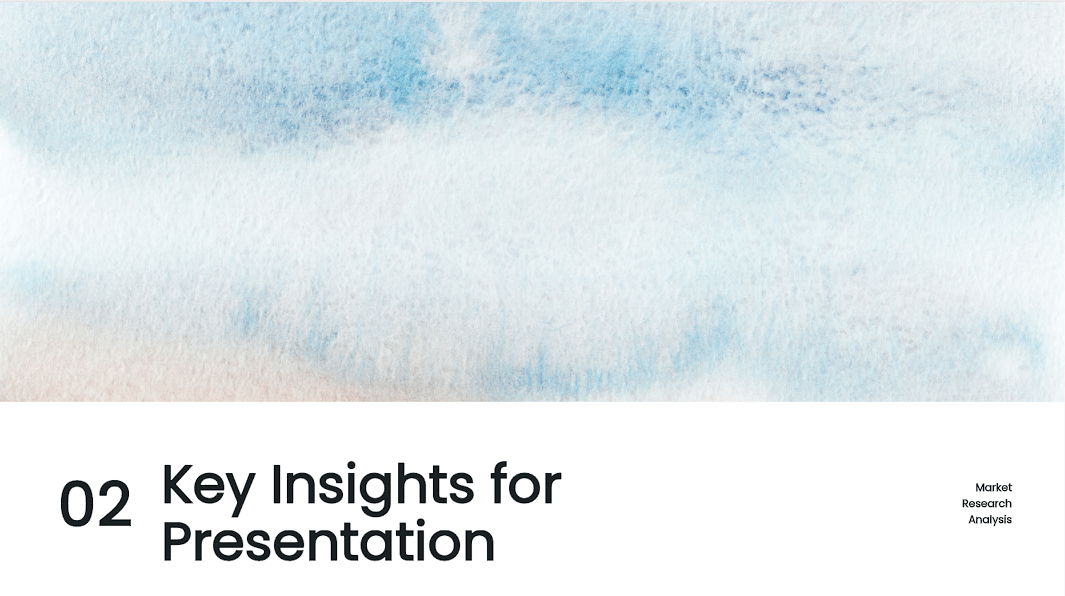 02
Key Insights for
Presentation
Market
Research
Analysis